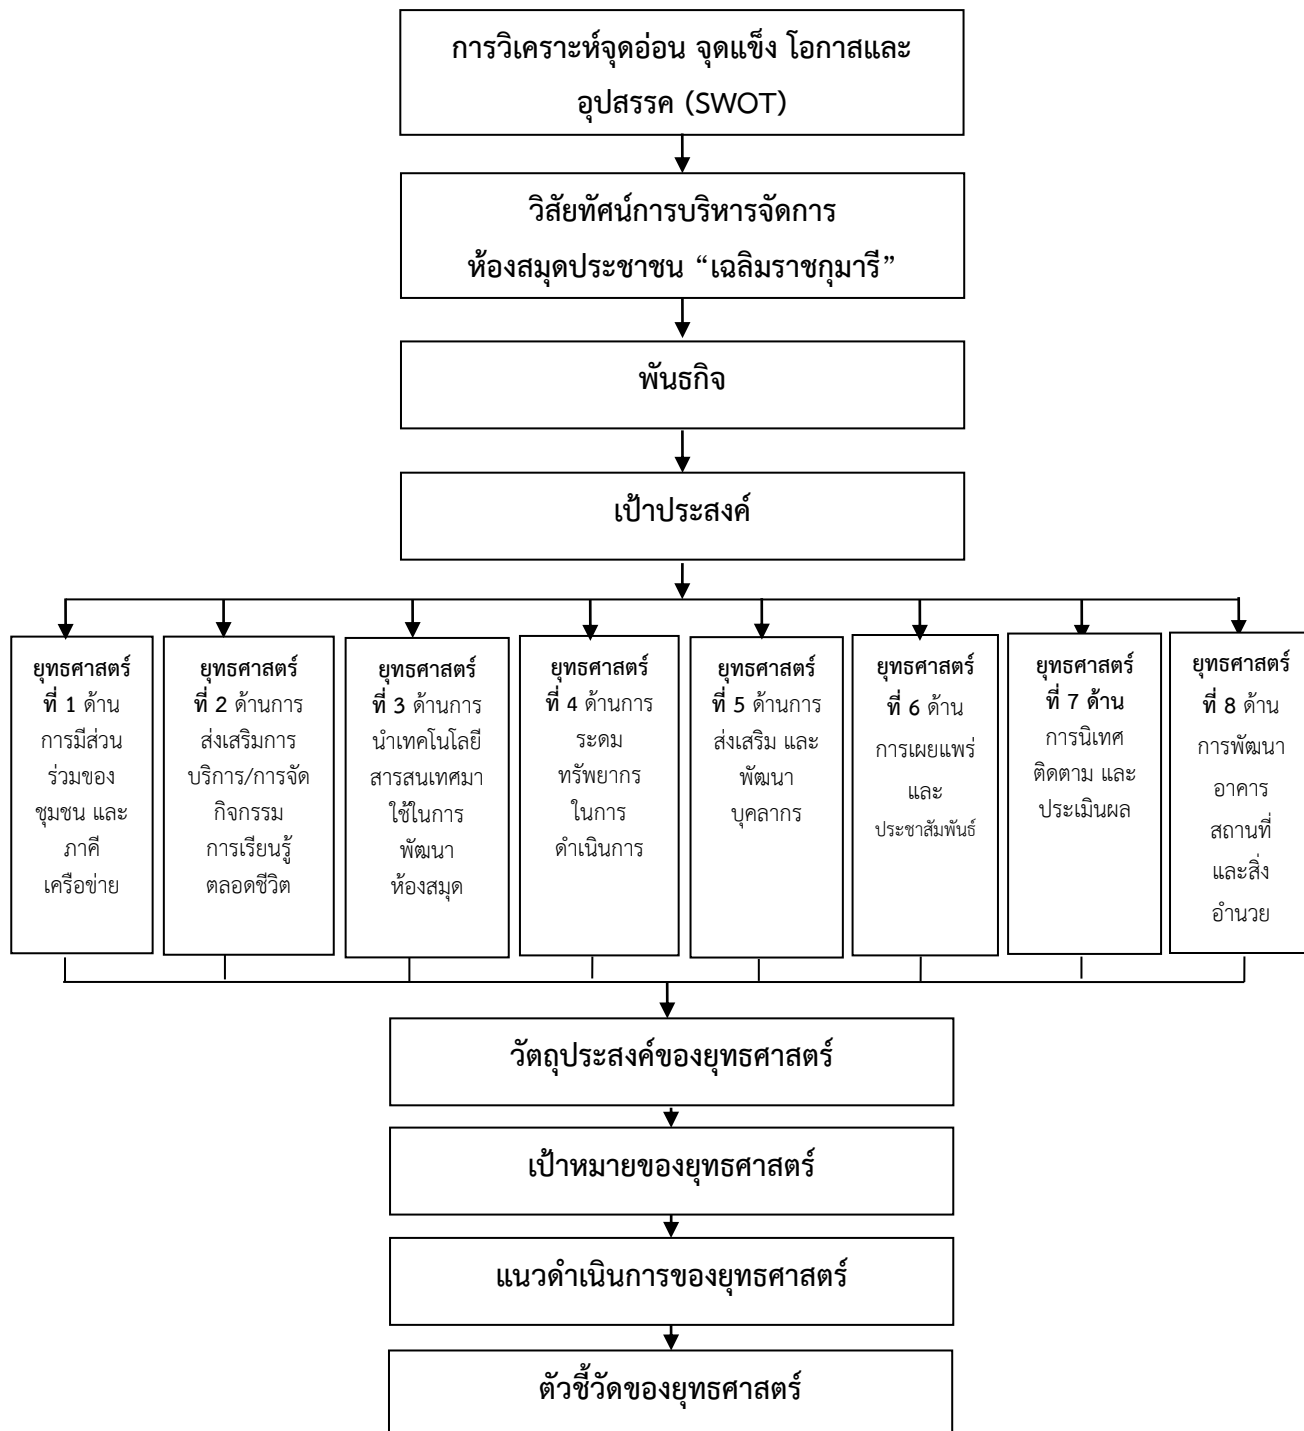 การวิเคราะห์จุดอ่อน จุดแข็ง โอกาสและ
อุปสรรค (SWOT)
วิสัยทัศน์การบริหารจัดการ
ห้องสมุดประชาชน “เฉลิมราชกุมารี”
พันธกิจ
เป้าประสงค์
ยุทธศาสตร์
ที่ 1 ด้าน
การมีส่วน
ร่วมของ
ชุมชน และ
ภาคี
เครือข่าย
ยุทธศาสตร์
ที่ 2 ด้านการ
ส่งเสริมการ
บริการ/การจัด
กิจกรรม
การเรียนรู้
ตลอดชีวิต
ยุทธศาสตร์
ที่ 3 ด้านการ
นำเทคโนโลยี
สารสนเทศมา
ใช้ในการ
พัฒนา
ห้องสมุด
ยุทธศาสตร์
ที่ 4 ด้านการ
ระดม
ทรัพยากร
ในการ
ดำเนินการ
ยุทธศาสตร์
ที่ 5 ด้านการ
ส่งเสริม และ
พัฒนา
บุคลากร
ยุทธศาสตร์
ที่ 6 ด้าน
การเผยแพร่
และ
ประชาสัมพันธ์
ยุทธศาสตร์
ที่ 7 ด้าน
การนิเทศ
ติดตาม และ
ประเมินผล
ยุทธศาสตร์
ที่ 8 ด้าน
การพัฒนา
อาคาร
สถานที่
และสิ่ง
อำนวย
วัตถุประสงค์ของยุทธศาสตร์
เป้าหมายของยุทธศาสตร์
แนวดำเนินการของยุทธศาสตร์
ตัวชี้วัดของยุทธศาสตร์